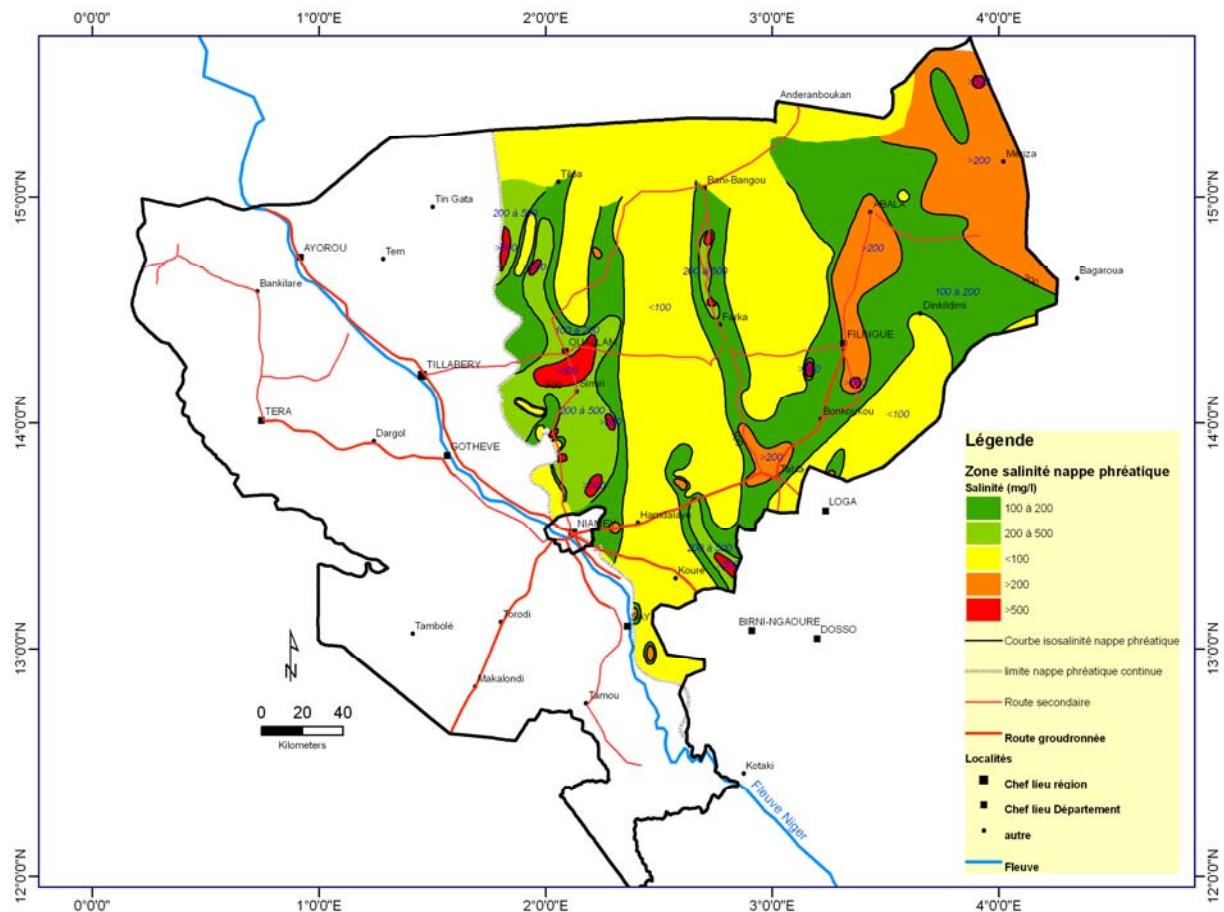 0°0'0" 1°0'0"E 2°0'0"E 3°0'0"E 4°0'0"E
15°0'0"N
14°0'0"N
13°0'0"N
12°0'0"N
15°0'0"N
14°0'0"N
13°0'0"N
12°0'0"N
Anderanboukan
>200
Tin Gata
200 à 500
Bani-Bangou
ABALA
AYOROU
Tem
>200
200 à 500
Bagaroua
Bankilare
<100
100 à 200
Dinkildimi
Farka
100 à 200
FILINGUE
TILLABERY
Simiri
TERA
200 à 500
Bonkoukou
<100
Dargol
GOTHEYE
>200
LOGA
NIAMEY
Hamdalaye
Koure
BIRNI-NGAOURE
DOSSO
Tambolé
Torodi
Makalondi
Tamou
Kotaki
Fleuve Niger
N
0 20 40
Kilometers
Légende
Zone salinité nappe phréatique
Salinité (mg/l)
100 à 200
200 à 500
<100
>200
>500
Courbe isosalinité nappe phréatique
limite nappe phréatique continue
Route secondaire
Route groudronnée
Localités
Chef lieu région
Chef lieu Département
autre
Fleuve
0°0'0" 1°0'0"E 2°0'0"E 3°0'0"E 4°0'0"E